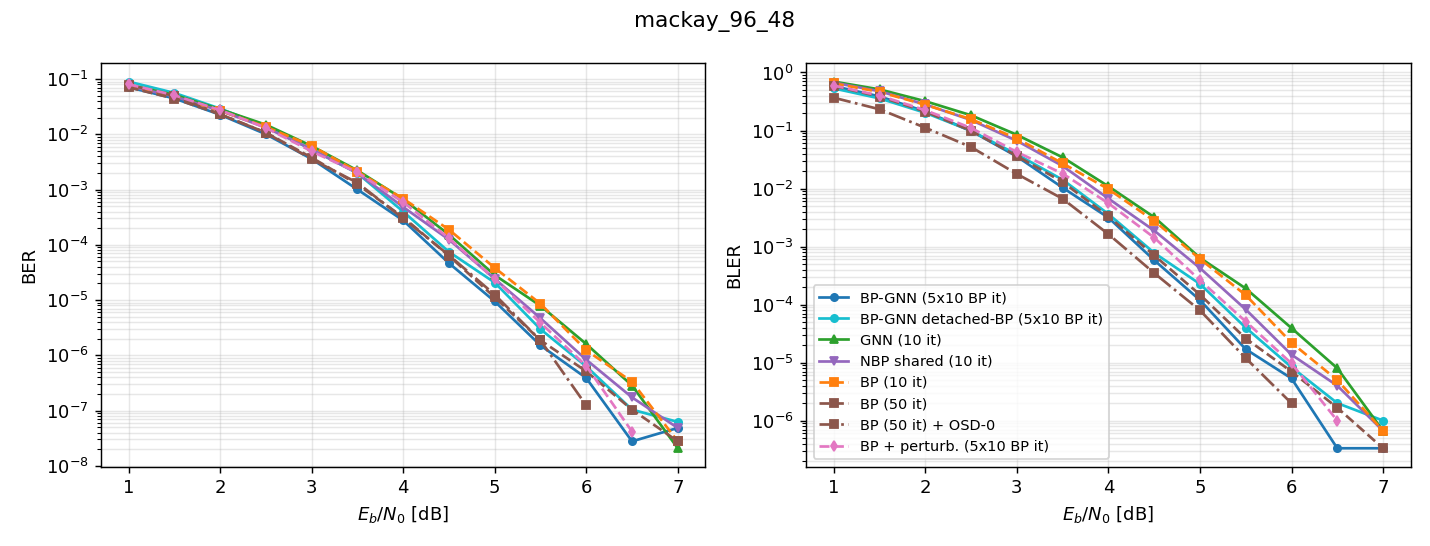 mackay_96_48
10^{-1}
10^{-2}
10^{-3}
10^{-4}
10^{-5}
10^{-6}
10^{-7}
10^{-8}
BER
1 2 3 4 5 6 7
E_b/N_0 [dB]
10^0
10^{-1}
10^{-2}
10^{-3}
10^{-4}
10^{-5}
10^{-6}
BLER
BP-GNN (5x10 BP it)
BP-GNN detached-BP (5x10 BP it)
GNN (10 it)
NBP shared (10 it)
BP (10 it)
BP (50 it)
BP (50 it) + OSD-0
BP + perturb. (5x10 BP it)
1 2 3 4 5 6 7
E_b/N_0 [dB]